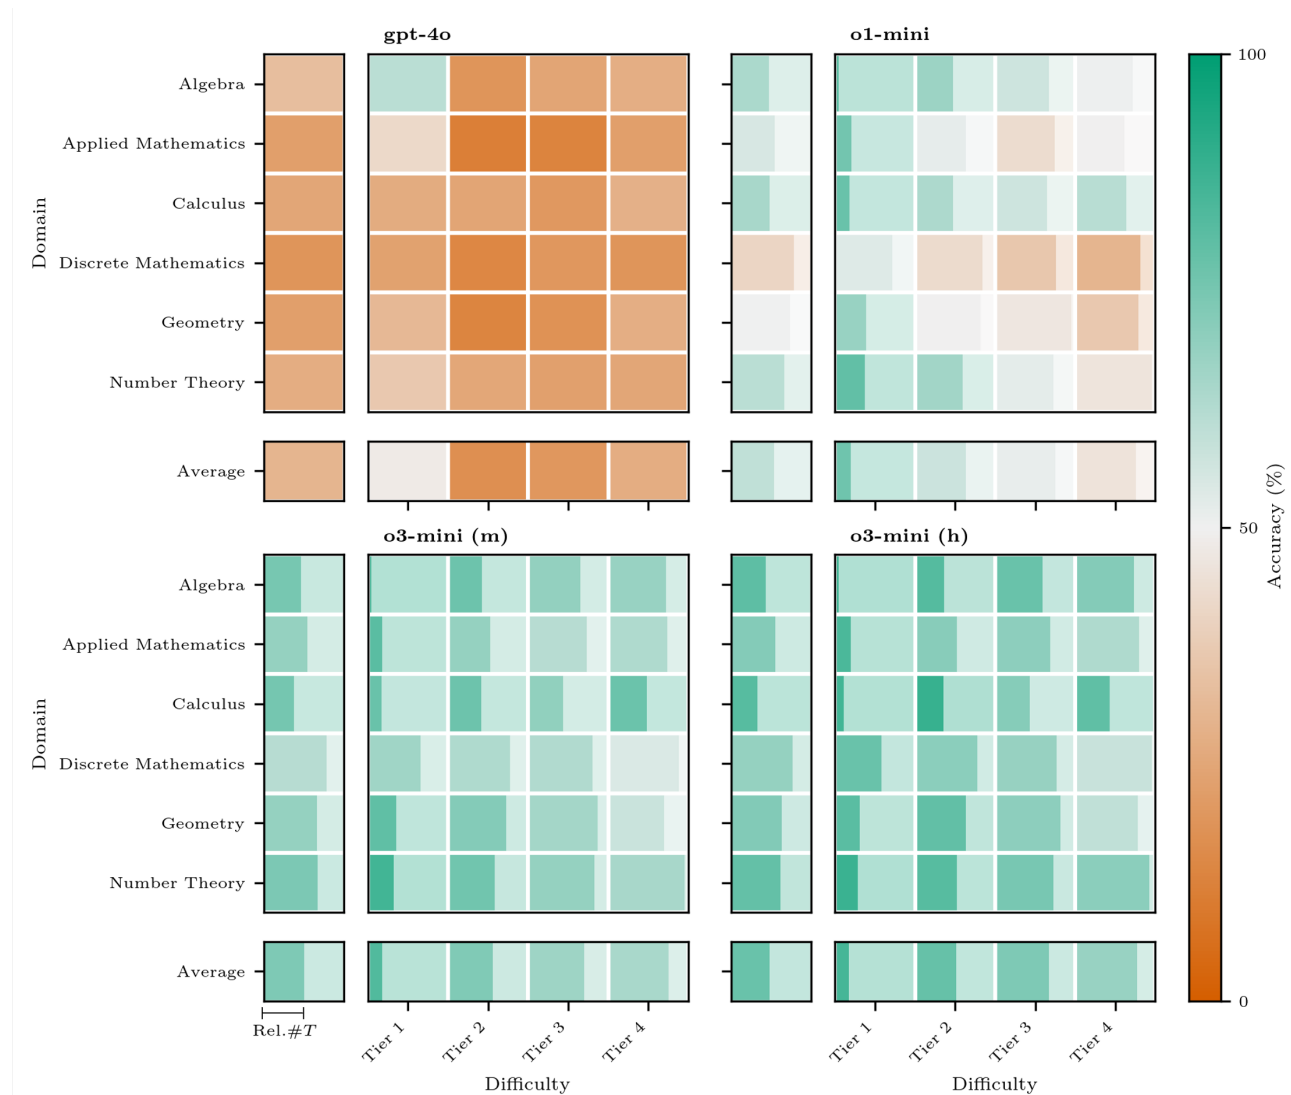 gpt-4o
o1-mini
Algebra
Applied Mathematics
Calculus
Discrete Mathematics
Geometry
Number Theory
Average
Domain
o3-mini (m)
o3-mini (h)
Algebra
Applied Mathematics
Calculus
Discrete Mathematics
Geometry
Number Theory
Average
Domain
Rel.#T
Tier 1
Tier 2
Tier 3
Tier 4
Difficulty
Tier 1
Tier 2
Tier 3
Tier 4
Difficulty
100
50
0
Accuracy (%)